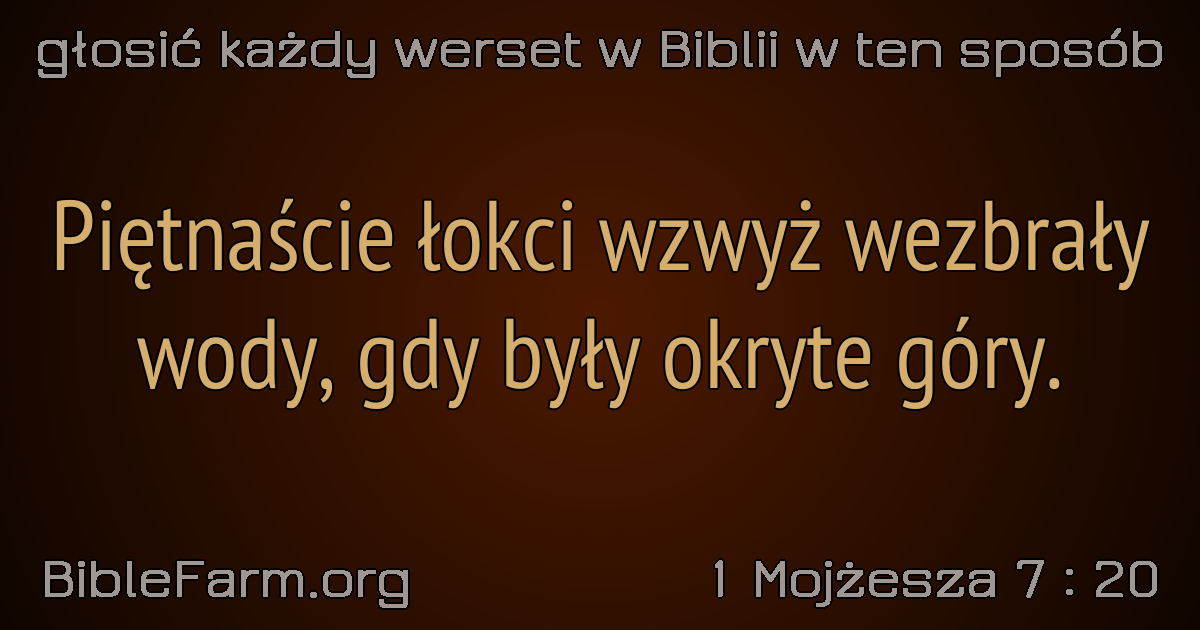 głosić każdy werset w Biblii w ten sposób
Piętnaście łokci wzwyż wezbrały
wody, gdy były okryte góry.
BibleFarm.org
1 Mojżesza 7 : 20